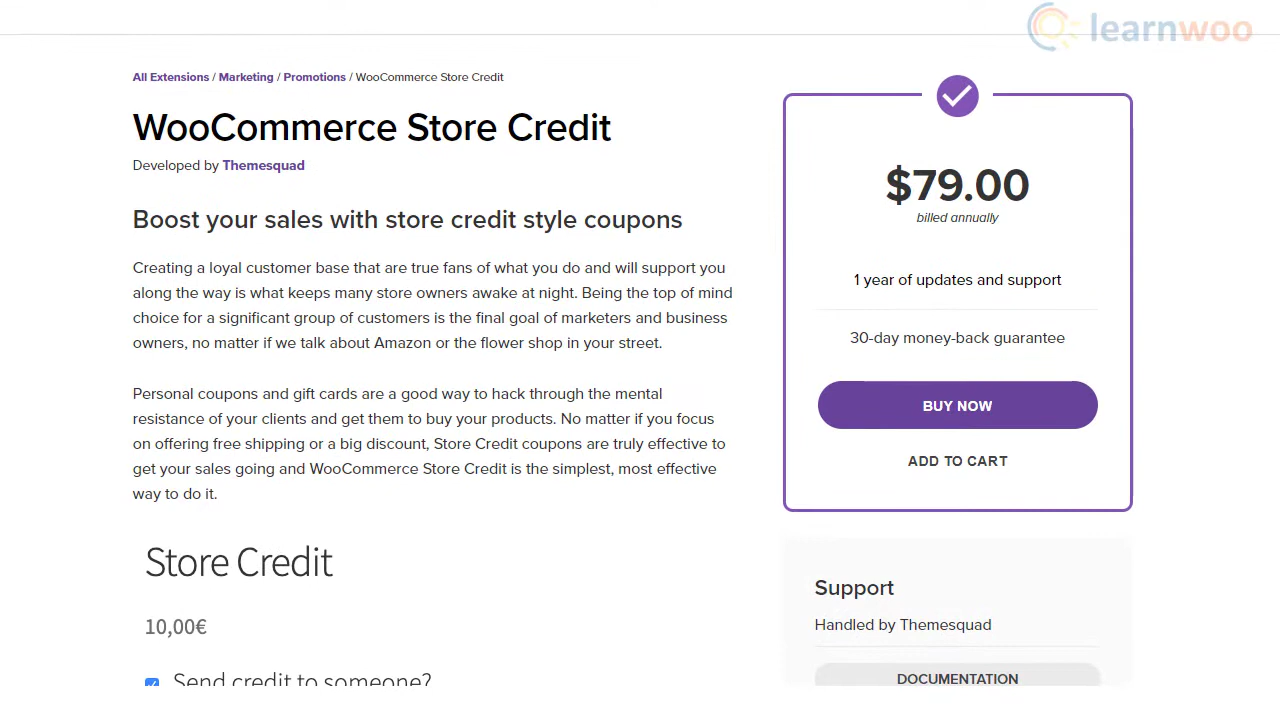 learnwoo
All Extensions / Marketing / Promotions / WooCommerce Store Credit
WooCommerce Store Credit
Developed by Themesquad
Boost your sales with store credit style coupons
Creating a loyal customer base that are true fans of what you do and will support you
along the way is what keeps many store owners awake at night. Being the top of mind
choice for a significant group of customers is the final goal of marketers and business
owners, no matter if we talk about Amazon or the flower shop in your street.
Personal coupons and gift cards are a good way to hack through the mental
resistance of your clients and get them to buy your products. No matter if you focus
on offering free shipping or a big discount, Store Credit coupons are truly effective to
get your sales going and WooCommerce Store Credit is the simplest, most effective
way to do it.
Store Credit
10,00€
Send credit to someone?
$79.00
billed annually
1 year of updates and support
30-day money-back guarantee
BUY NOW
ADD TO CART
Support
Handled by Themesquad
DOCUMENTATION